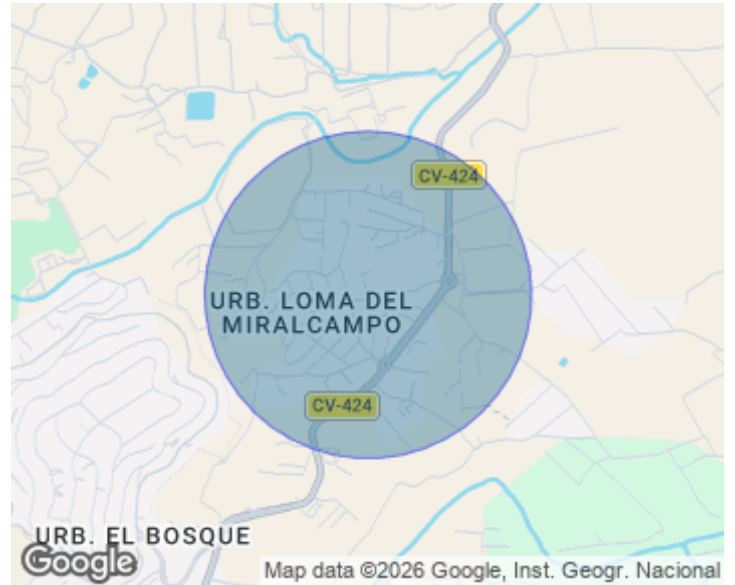 CV-424
URB. LOMA DEL
MIRALCAMPO
CV-424
URB. EL BOSQUE
Google
Map data ©2026 Google, Inst. Geogr. Nacional